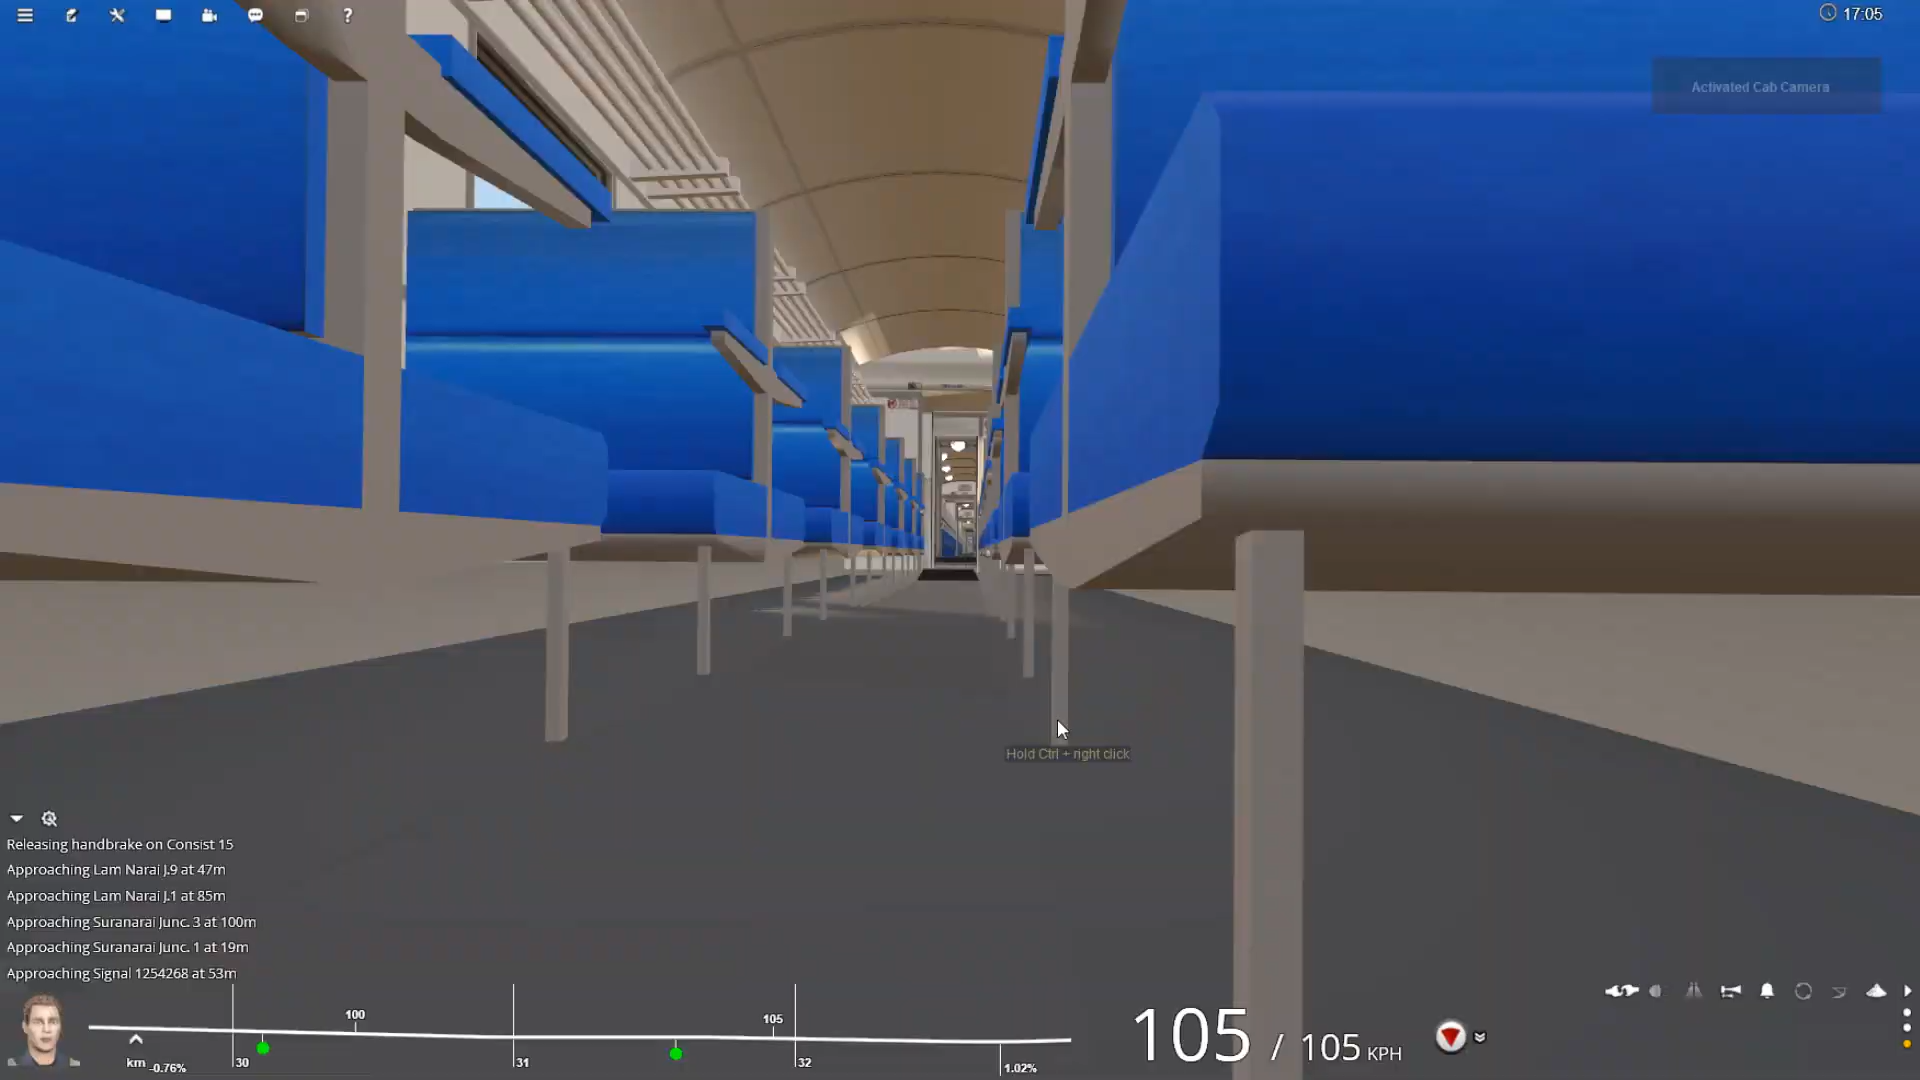 17:05
Activated Cab Camera
Hold Ctrl + right click
Releasing handbrake on Consist 15
Approaching Lam Narai J.9 at 47m
Approaching Lam Narai J.1 at 85m
Approaching Suranarai Junc. 3 at 100m
Approaching Suranarai Junc. 1 at 19m
Approaching Signal 1254268 at 53m
100
105
km
-0.76%
30
31
32
1.02%
105 / 105 KPH